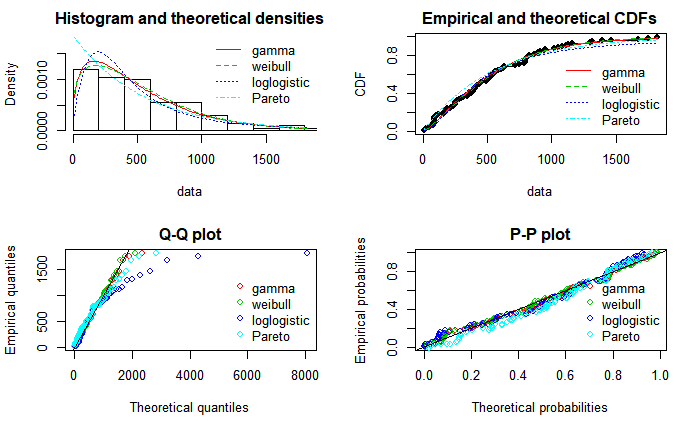 Histogram and theoretical densities
Density
0.0000 0.0010
gamma
weibull
loglogistic
Pareto
0 500 1000 1500
data
Empirical and theoretical CDFs
CDF
0.0 0.4 0.8
gamma
weibull
loglogistic
Pareto
0 500 1000 1500
data
Q-Q plot
Empirical quantiles
0 500 1500
gamma
weibull
loglogistic
Pareto
0 2000 4000 6000 8000
Theoretical quantiles
P-P plot
Empirical probabilities
0.0 0.4 0.8
gamma
weibull
loglogistic
Pareto
0.0 0.2 0.4 0.6 0.8 1.0
Theoretical probabilities